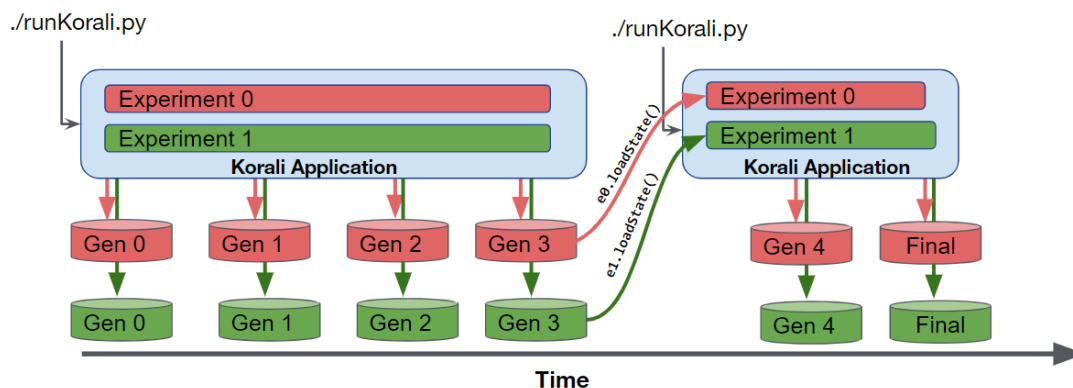 ./runKorali.py
./runKorali.py
Experiment 0
Experiment 1
Korali Application
e0.loadState()
e1.loadState()
Experiment 0
Experiment 1
Korali Application
Gen 0
Gen 1
Gen 2
Gen 3
Gen 4
Final
Gen 0
Gen 1
Gen 2
Gen 3
Gen 4
Final
Time